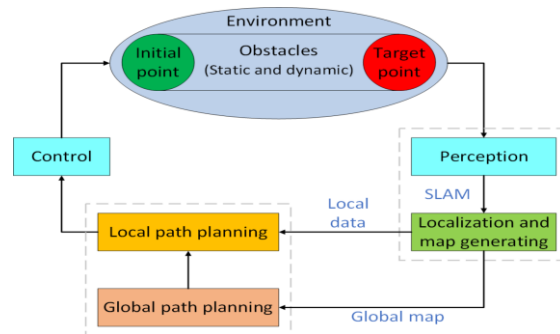 Environment
Initial
point
Obstacles
(Static and dynamic)
Target
point
Control
Perception
SLAM
Local
data
Local path planning
Localization and
map generating
Global path planning
Global map